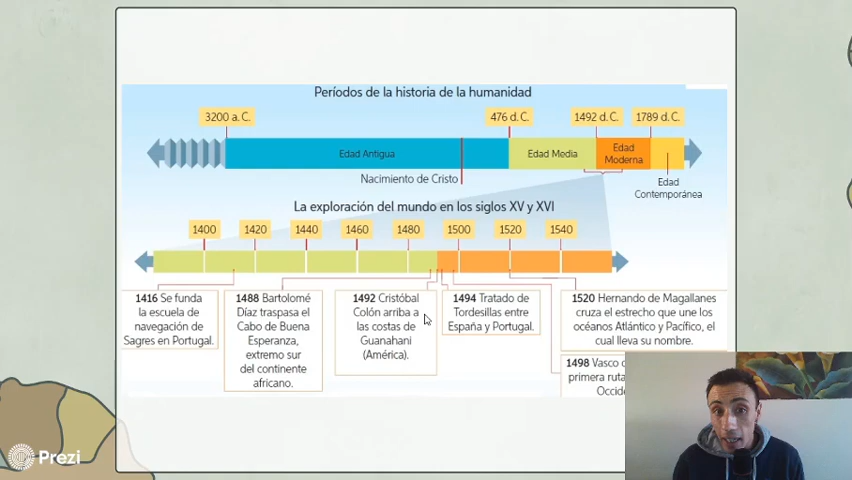 Períodos de la historia de la humanidad
3200 a. C.
476 d. C.
1492 d. C.
1789 d. C.
Edad Antigua
Edad Media
Edad
Moderna
Nacimiento de Cristo
Edad
Contemporánea
La exploración del mundo en los siglos XV y XVI
1400
1420
1440
1460
1480
1500
1520
1540
1416 Se funda
la escuela de
navegación de
Sagres en Portugal.
1488 Bartolomé
Díaz traspasa el
Cabo de Buena
Esperanza,
extremo sur
del continente
africano.
1492 Cristóbal
Colón arriba a
las costas de
Guanahani
(América).
1494 Tratado de
Tordesillas entre
España y Portugal.
1520 Hernando de Magallanes
cruza el estrecho que une los
océanos Atlántico y Pacífico, el
cual lleva su nombre.
1498 Vasco
primera ruta
Prezi